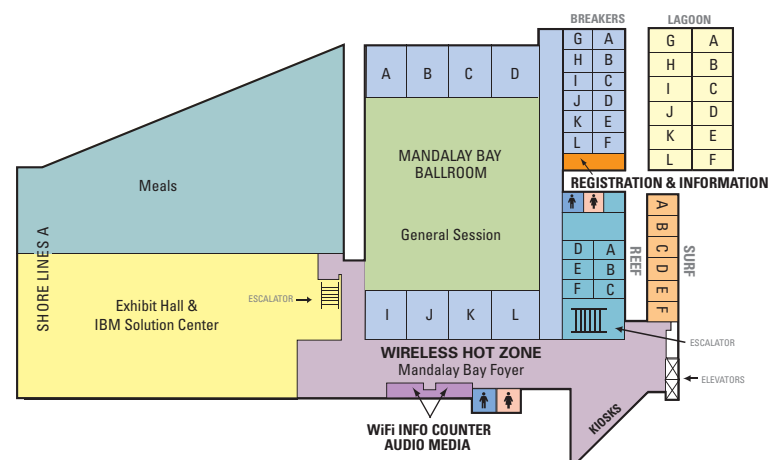 BREAKERS
LAGOON
G A
H B
I C
J D
K E
L F
G A
H B
I C
J D
K E
L F
A B C D
MANDALAY BAY
BALLROOM
General Session
I J K L
REGISTRATION & INFORMATION
Meals
SHORE LINES A
Exhibit Hall &
IBM Solution Center
ESCALATOR
D A
E B
F C
REEF
A
B
C
D
E
F
SURF
ESCALATOR
ELEVATORS
WIRELESS HOT ZONE
Mandalay Bay Foyer
KIOSKS
WiFi INFO COUNTER
AUDIO MEDIA